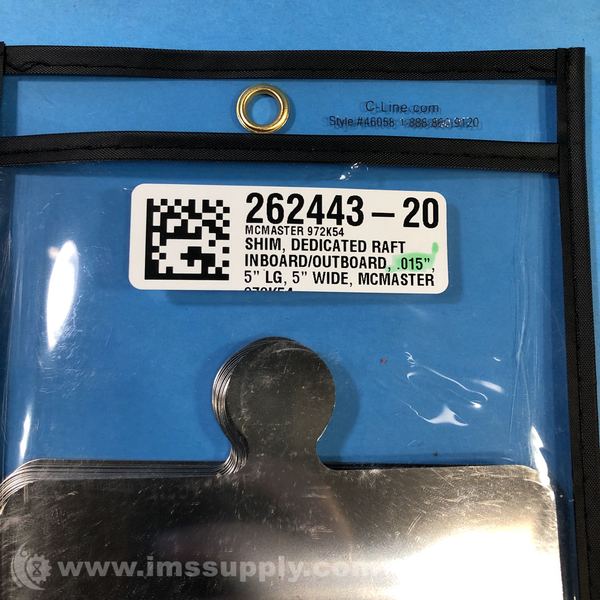 C-Line.com
Style #46058 1-888-860-9120
262443-20
MCMASTER 972K54
SHIM, DEDICATED RAFT
INBOARD/OUTBOARD, .015",
5" LG, 5" WIDE, MCMASTER
972K54
www.imssupply.com